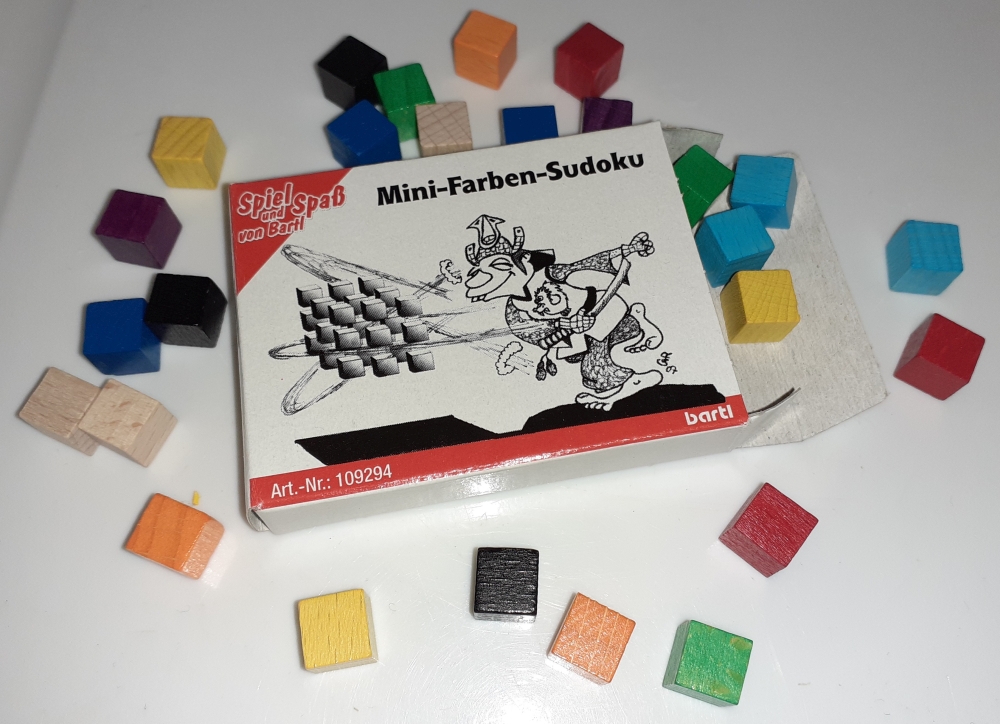 Spiel
und Spaß
von Bartl
Mini-Farben-Sudoku
bartl
Art.-Nr.: 109294